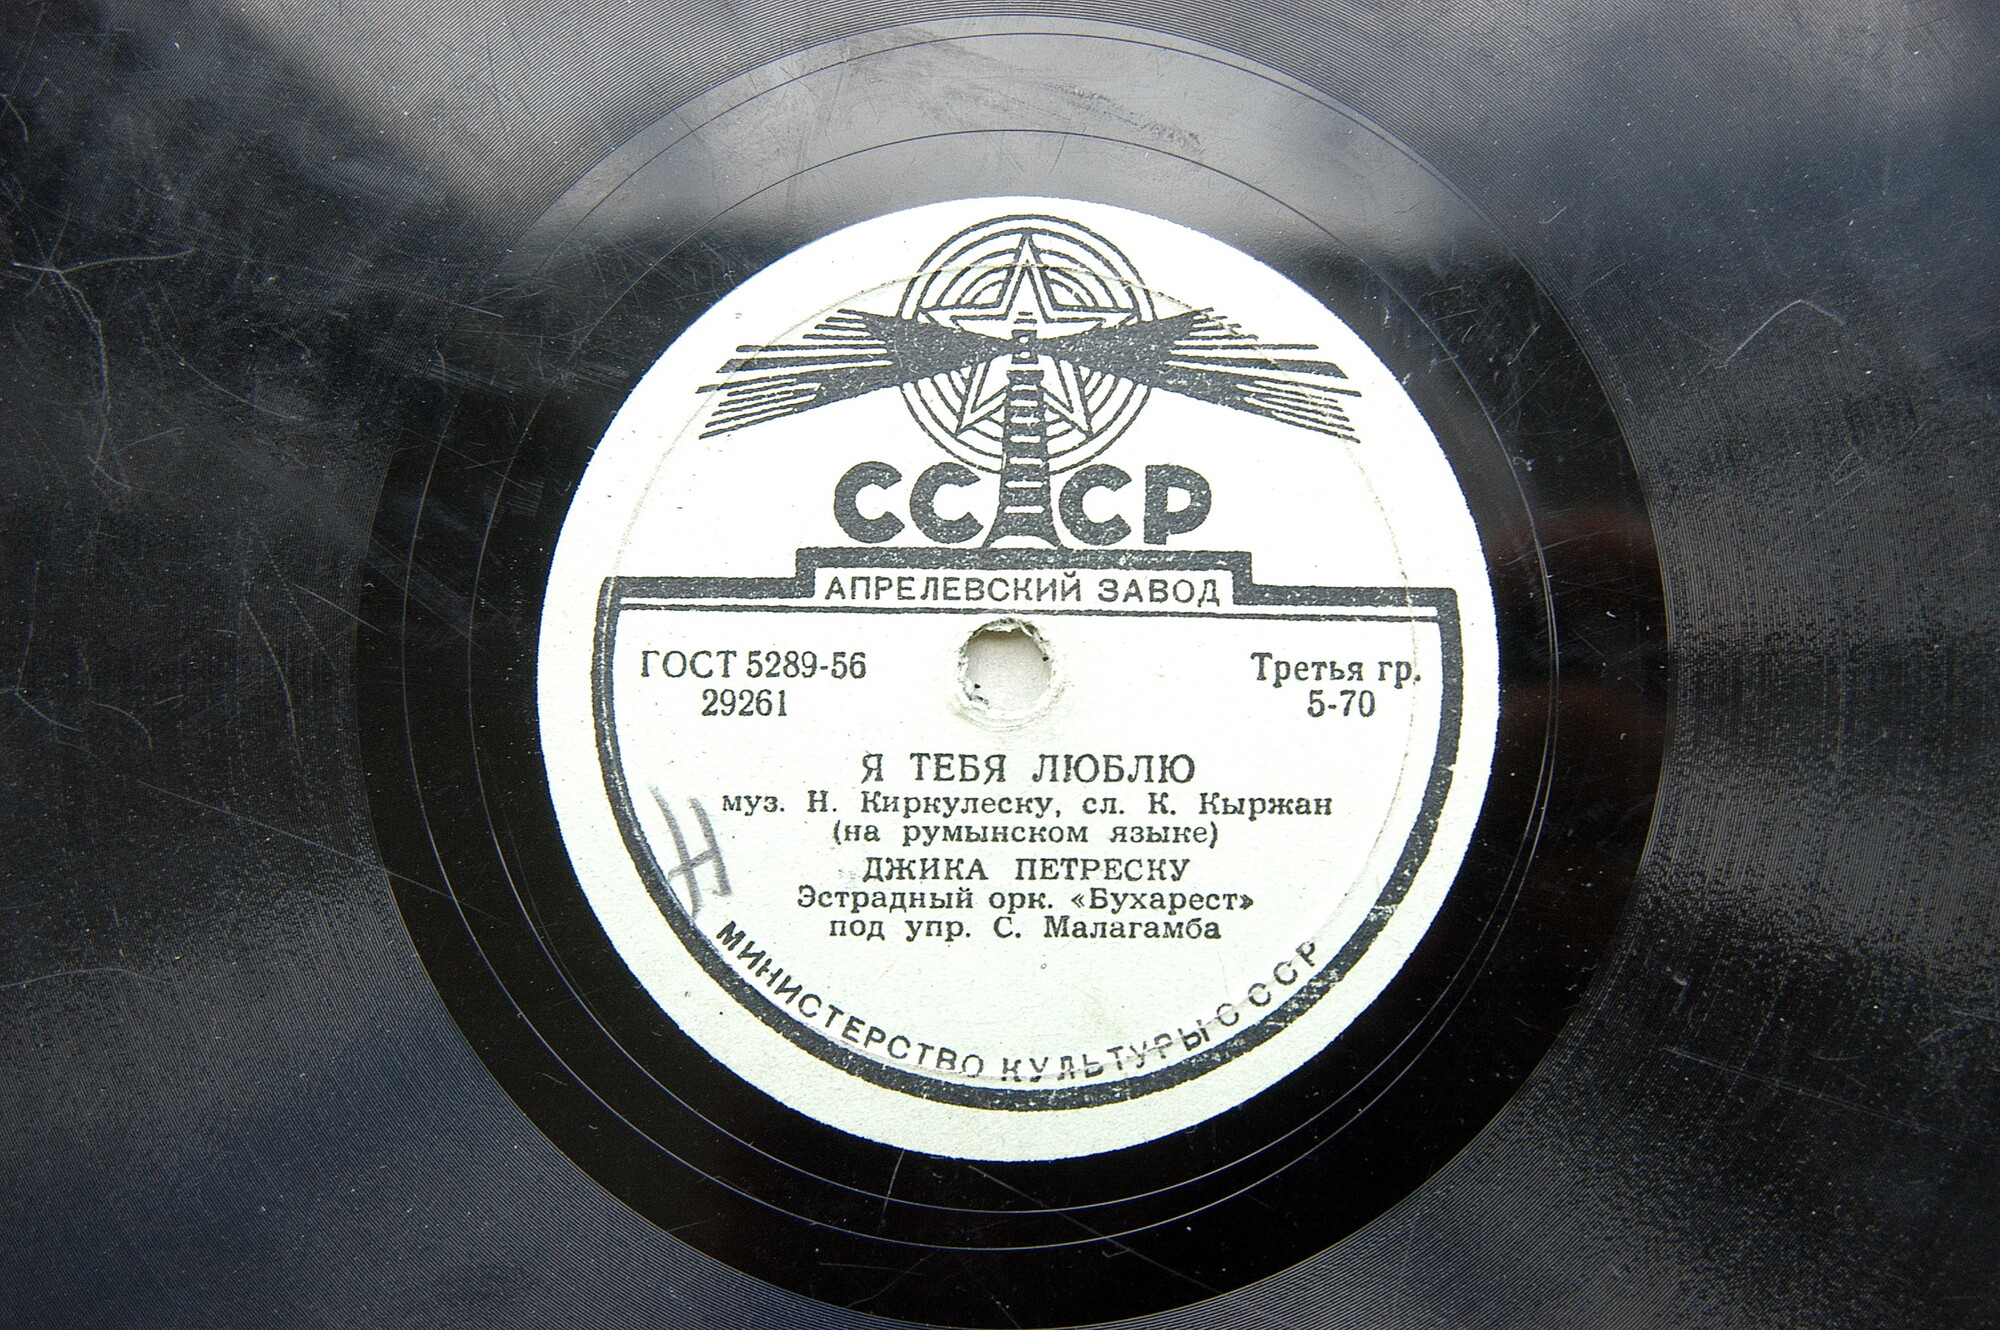 СССР
АПРЕЛЕВСКИЙ ЗАВОД
ГОСТ 5289-56
29261
Третья гр.
5-70
Я ТЕБЯ ЛЮБЛЮ
муз. Н. Киркулеску, сл. К. Кыржан
(на румынском языке)
ДЖИКА ПЕТРЕСКУ
Эстрадный орк. «Бухарест»
под упр. С. Малагамба
Н
МИНИСТЕРСТВО КУЛЬТУРЫ СССР